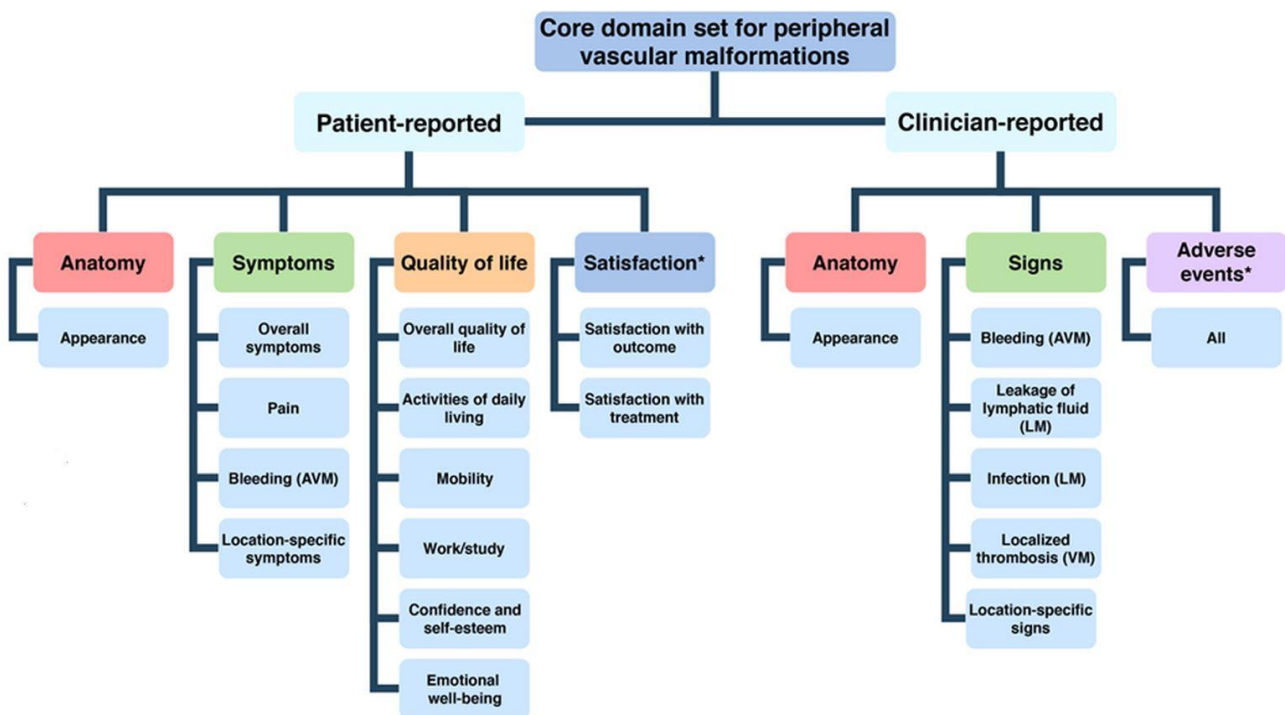 Core domain set for peripheral
vascular malformations
Patient-reported
Clinician-reported
Anatomy
Symptoms
Quality of life
Satisfaction*
Anatomy
Signs
Adverse
events*
Appearance
Overall
symptoms
Pain
Bleeding (AVM)
Location-specific
symptoms
Overall quality of
life
Activities of daily
living
Mobility
Work/study
Confidence and
self-esteem
Emotional
well-being
Satisfaction with
outcome
Satisfaction with
treatment
Appearance
Bleeding (AVM)
Leakage of
lymphatic fluid
(LM)
Infection (LM)
Localized
thrombosis (VM)
Location-specific
signs
All